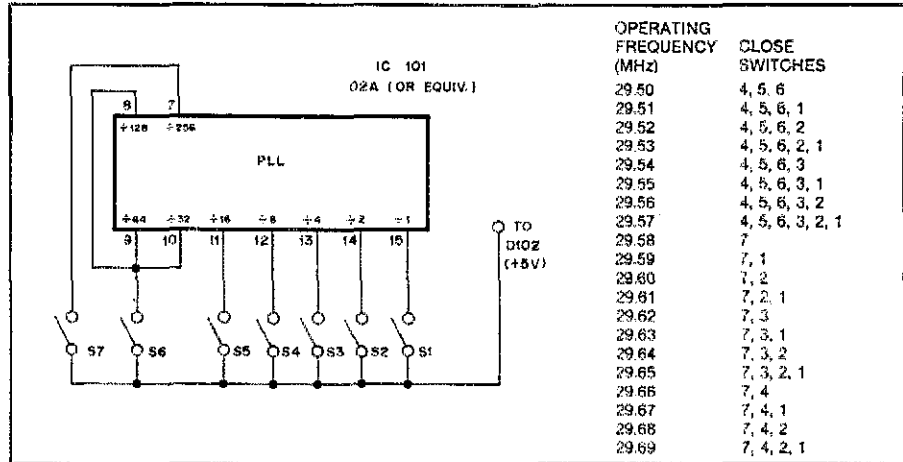 IC 101
02A (OR EQUIV.)
8 7
÷128 ÷256
PLL
÷64 ÷32 ÷16 ÷8 ÷4 ÷2 ÷1
9 10 11 12 13 14 15
TO
D102
(+5V)
S7 S6 S5 S4 S3 S2 S1
OPERATING
FREQUENCY CLOSE
(MHz) SWITCHES
29.50 4, 5, 6
29.51 4, 5, 6, 1
29.52 4, 5, 6, 2
29.53 4, 5, 6, 2, 1
29.54 4, 5, 6, 3
29.55 4, 5, 6, 3, 1
29.56 4, 5, 6, 3, 2
29.57 4, 5, 6, 3, 2, 1
29.58 7
29.59 7, 1
29.60 7, 2
29.61 7, 2, 1
29.62 7, 3
29.63 7, 3, 1
29.64 7, 3, 2
29.65 7, 3, 2, 1
29.66 7, 4
29.67 7, 4, 1
29.68 7, 4, 2
29.69 7, 4, 2, 1